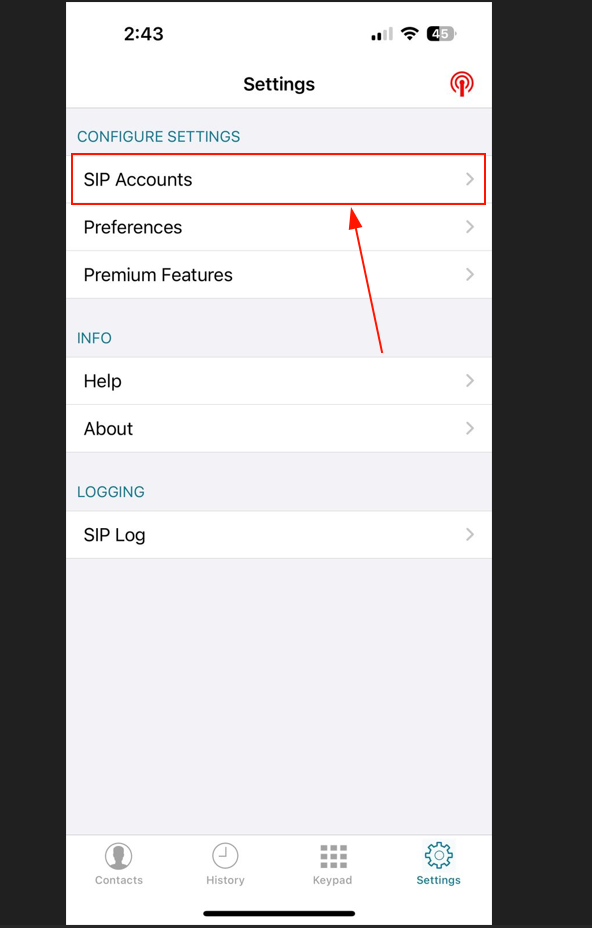 2:43
45
Settings
CONFIGURE SETTINGS
SIP Accounts
Preferences
Premium Features
INFO
Help
About
LOGGING
SIP Log
Contacts
History
Keypad
Settings